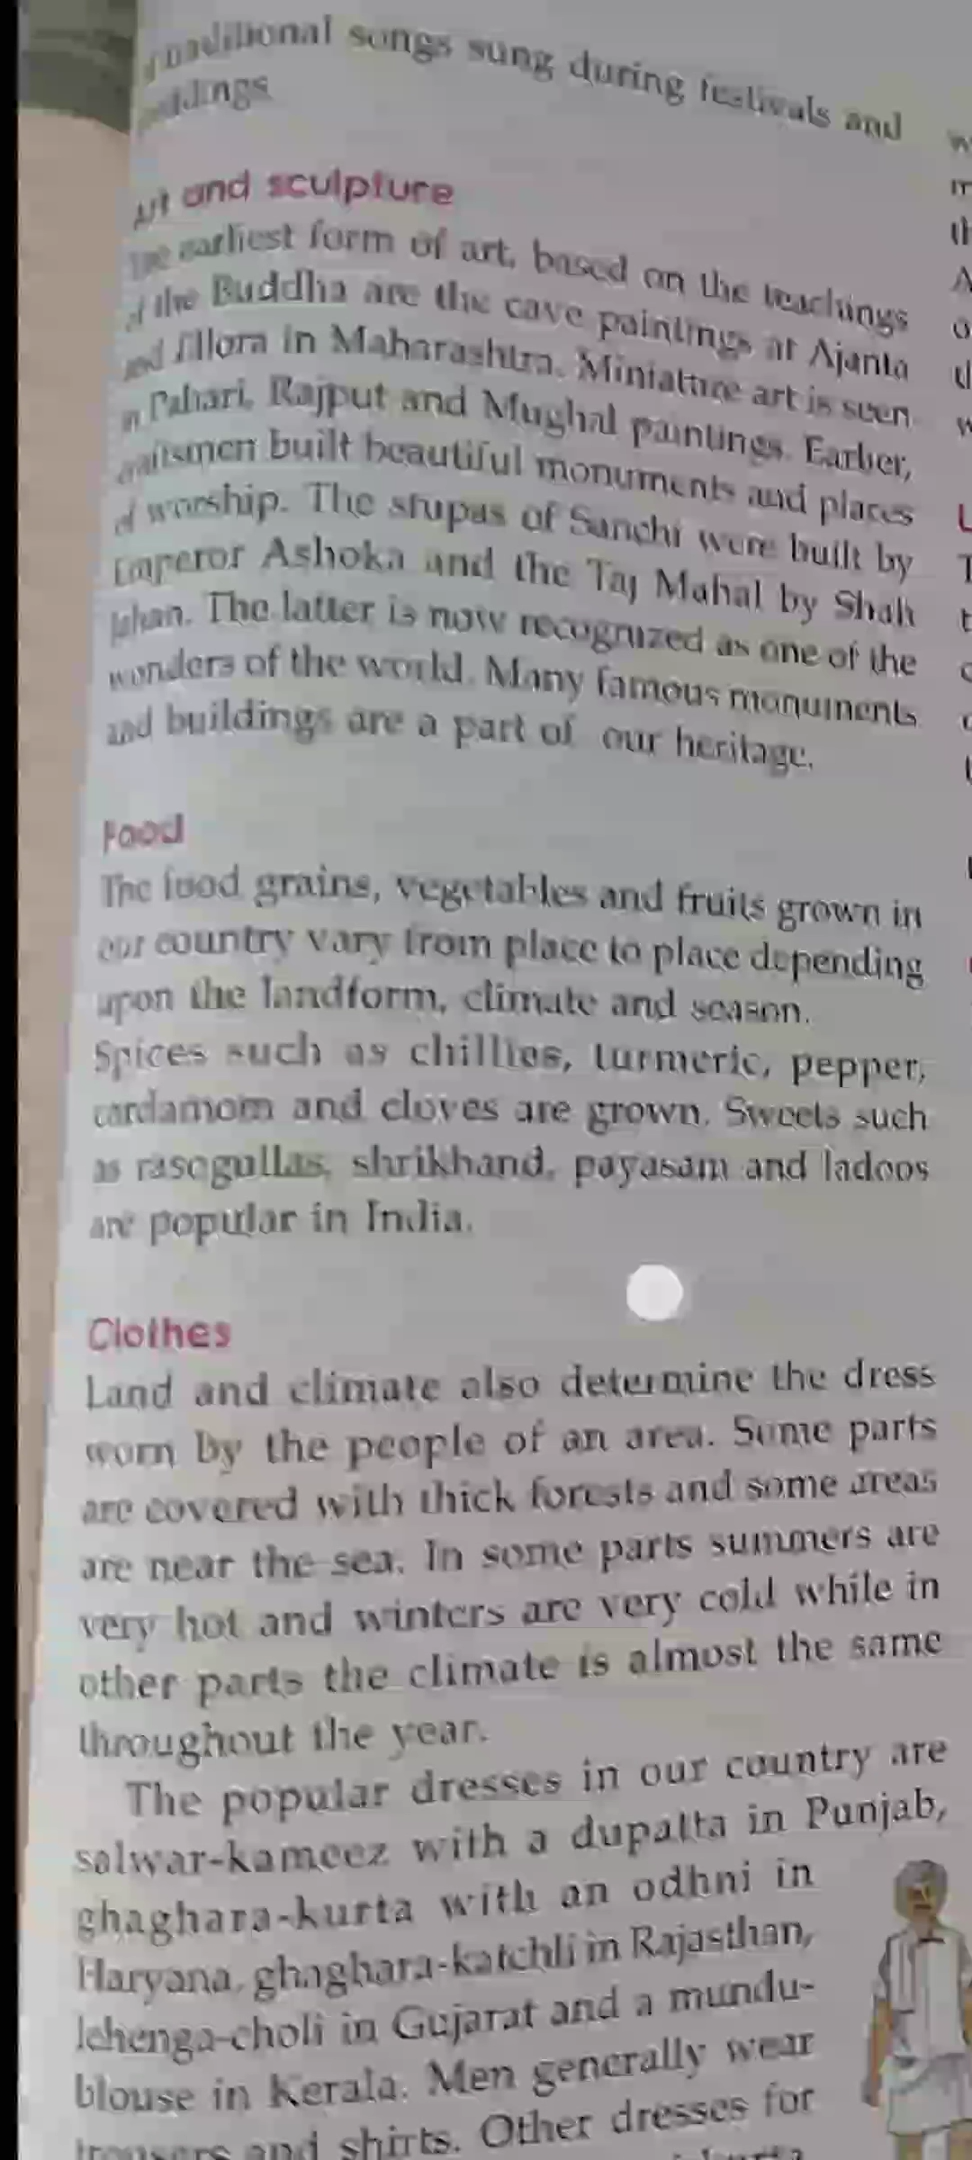 traditional songs sung during festivals and
weddings
Art and sculpture
The earliest form of art, based on the teachings
of the Buddha are the cave paintings at Ajanta
and Ellora in Maharashtra. Miniature art is seen
in Pahari, Rajput and Mughal paintings. Earlier,
craftsmen built beautiful monuments and places
of worship. The stupas of Sanchi were built by
Emperor Ashoka and the Taj Mahal by Shah
Jahan. The latter is now recognized as one of the
wonders of the world. Many famous monuments
and buildings are a part of our heritage.
Food
The food grains, vegetables and fruits grown in
our country vary from place to place depending
upon the landform, climate and season.
Spices such as chillies, turmeric, pepper,
cardamom and cloves are grown. Sweets such
as rasogullas, shrikhand, payasam and ladoos
are popular in India.
Clothes
Land and climate also determine the dress
worn by the people of an area. Some parts
are covered with thick forests and some areas
are near the sea. In some parts summers are
very hot and winters are very cold while in
other parts the climate is almost the same
throughout the year.
The popular dresses in our country are
salwar-kameez with a dupatta in Punjab,
ghaghara-kurta with an odhni in
Haryana, ghaghara-katchli in Rajasthan,
lehenga-choli in Gujarat and a mundu-
blouse in Kerala. Men generally wear
trousers and shirts. Other dresses for